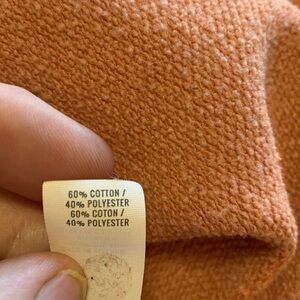 60% COTTON /
40% POLYESTER
60% COTON /
40% POLYESTER